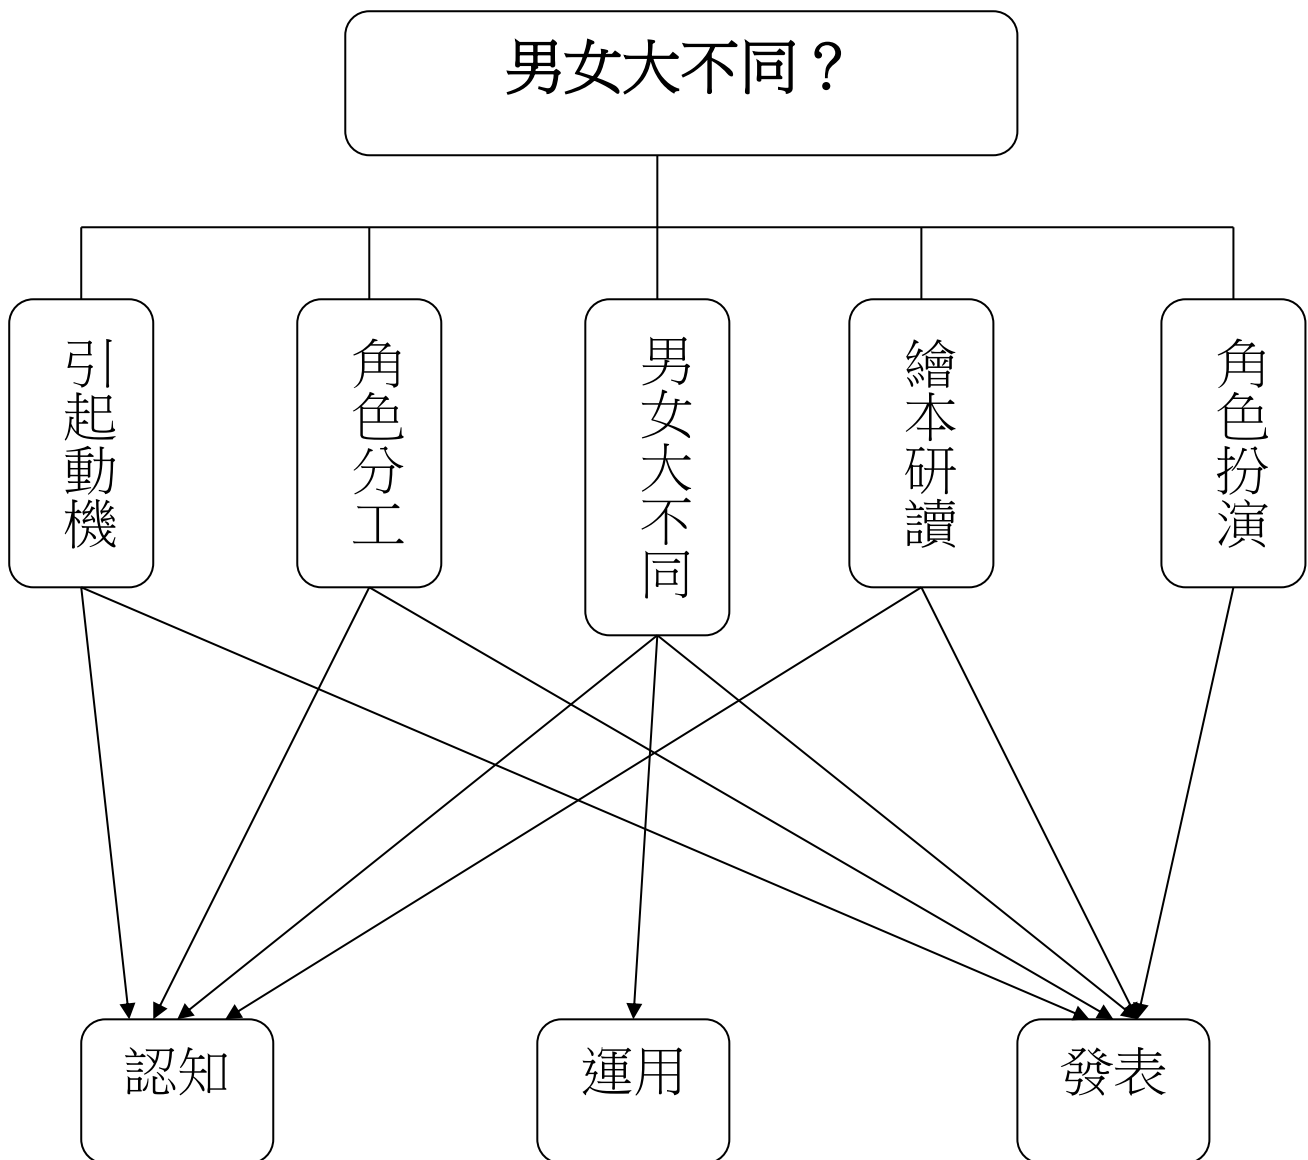 男女大不同？
引起動機
角色分工
男女大不同
繪本研讀
角色扮演
認知
運用
發表